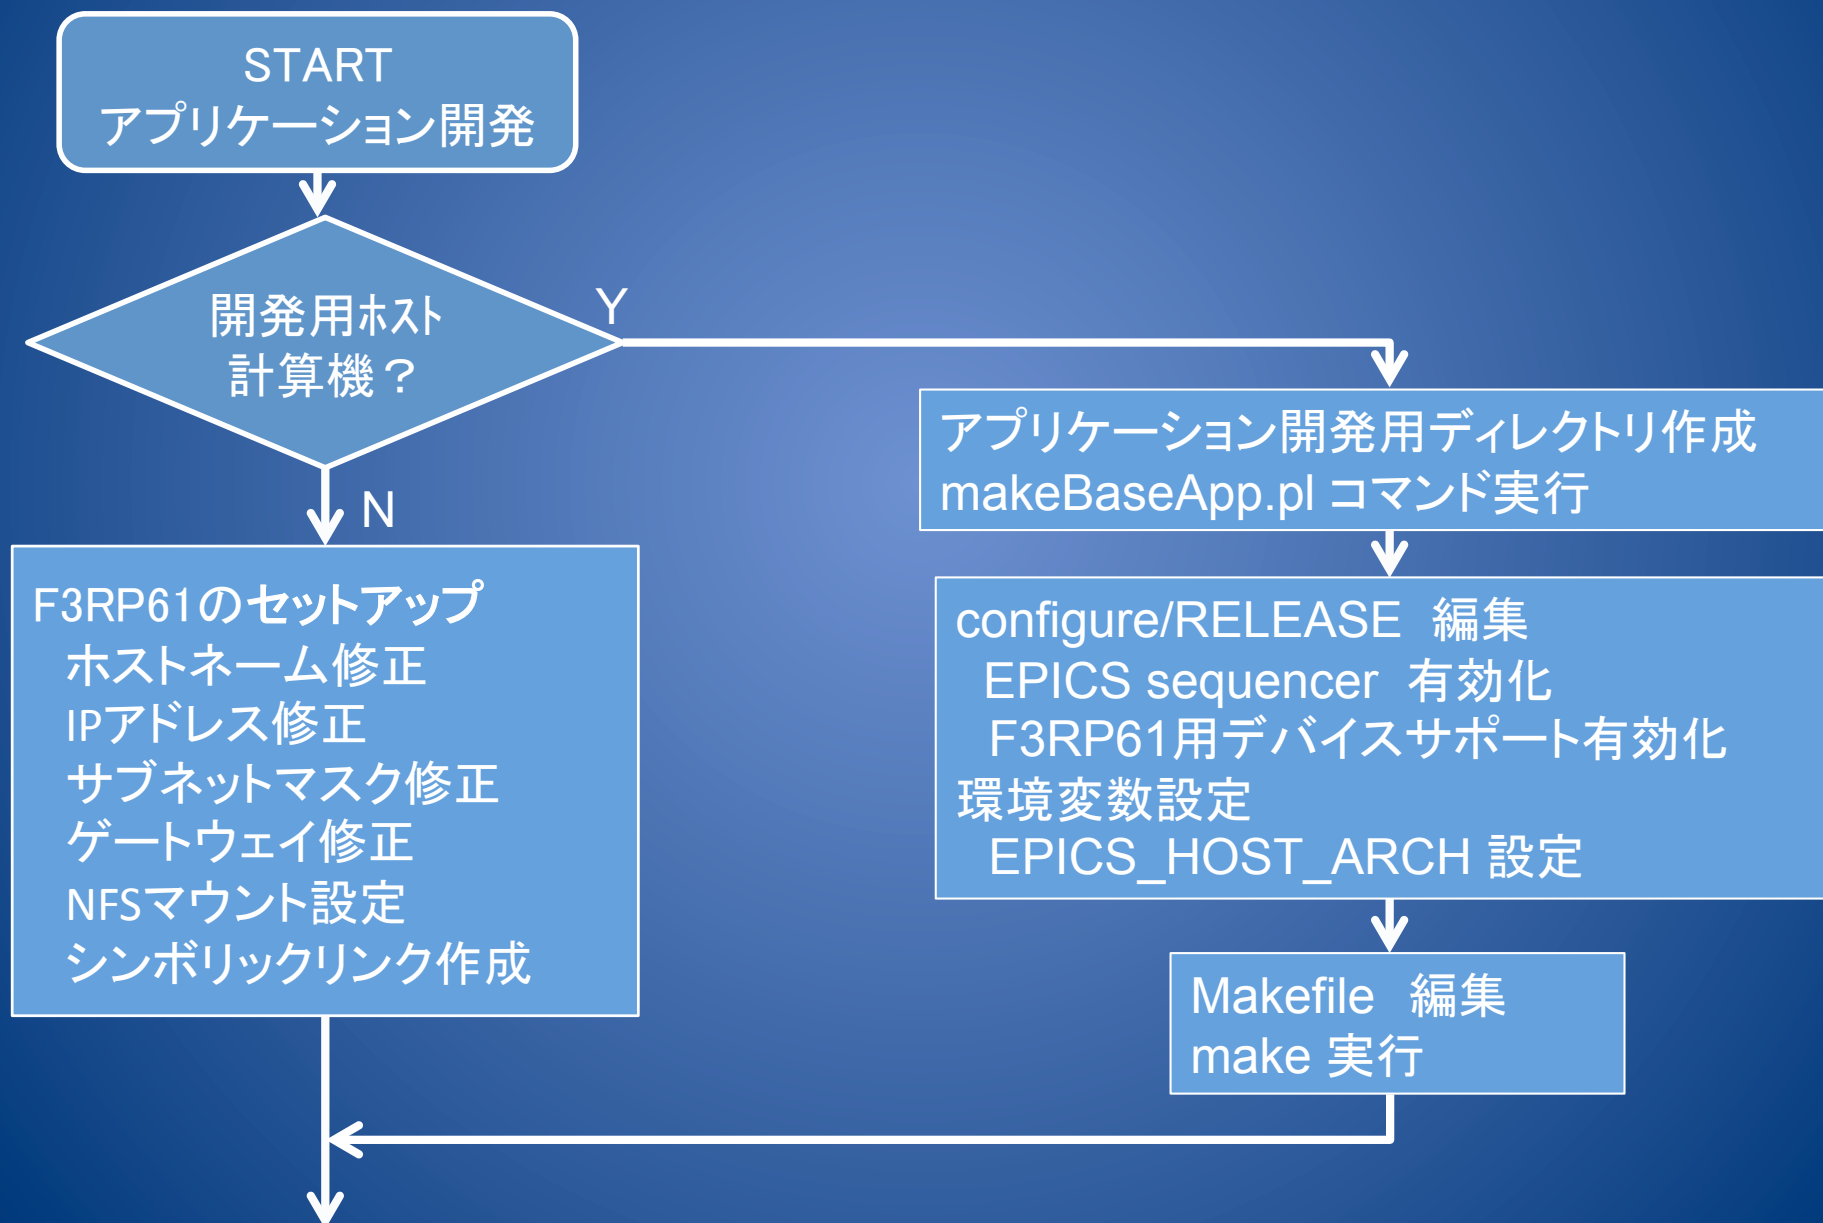 START
アプリケーション開発
開発用ホスト
計算機？
Y
N
F3RP61のセットアップ
ホストネーム修正
IPアドレス修正
サブネットマスク修正
ゲートウェイ修正
NFSマウント設定
シンボリックリンク作成
アプリケーション開発用ディレクトリ作成
makeBaseApp.pl コマンド実行
configure/RELEASE　編集
EPICS sequencer　有効化
F3RP61用デバイスサポート有効化
環境変数設定
EPICS_HOST_ARCH 設定
Makefile　編集
make 実行